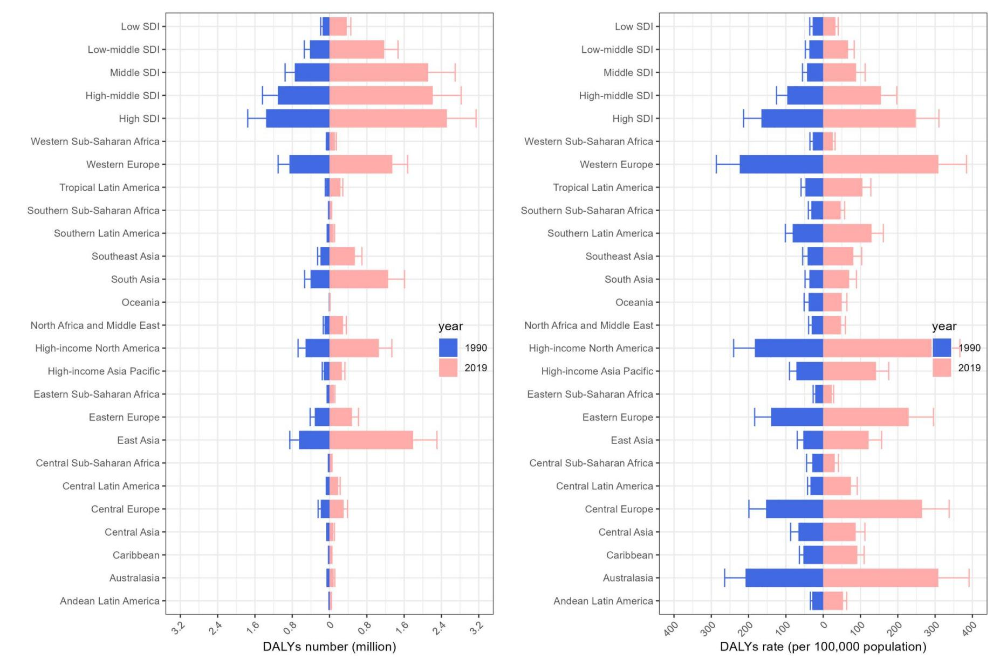 Low SDI
Low-middle SDI
Middle SDI
High-middle SDI
High SDI
Western Sub-Saharan Africa
Western Europe
Tropical Latin America
Southern Sub-Saharan Africa
Southern Latin America
Southeast Asia
South Asia
Oceania
North Africa and Middle East
High-income North America
High-income Asia Pacific
Eastern Sub-Saharan Africa
Eastern Europe
East Asia
Central Sub-Saharan Africa
Central Latin America
Central Europe
Central Asia
Caribbean
Australasia
Andean Latin America
year
1990
2019
3.2 2.4 1.6 0.8 0 0.8 1.6 2.4 3.2
DALYs number (million)
Low SDI
Low-middle SDI
Middle SDI
High-middle SDI
High SDI
Western Sub-Saharan Africa
Western Europe
Tropical Latin America
Southern Sub-Saharan Africa
Southern Latin America
Southeast Asia
South Asia
Oceania
North Africa and Middle East
High-income North America
High-income Asia Pacific
Eastern Sub-Saharan Africa
Eastern Europe
East Asia
Central Sub-Saharan Africa
Central Latin America
Central Europe
Central Asia
Caribbean
Australasia
Andean Latin America
year
1990
2019
400 300 200 100 0 100 200 300 400
DALYs rate (per 100,000 population)